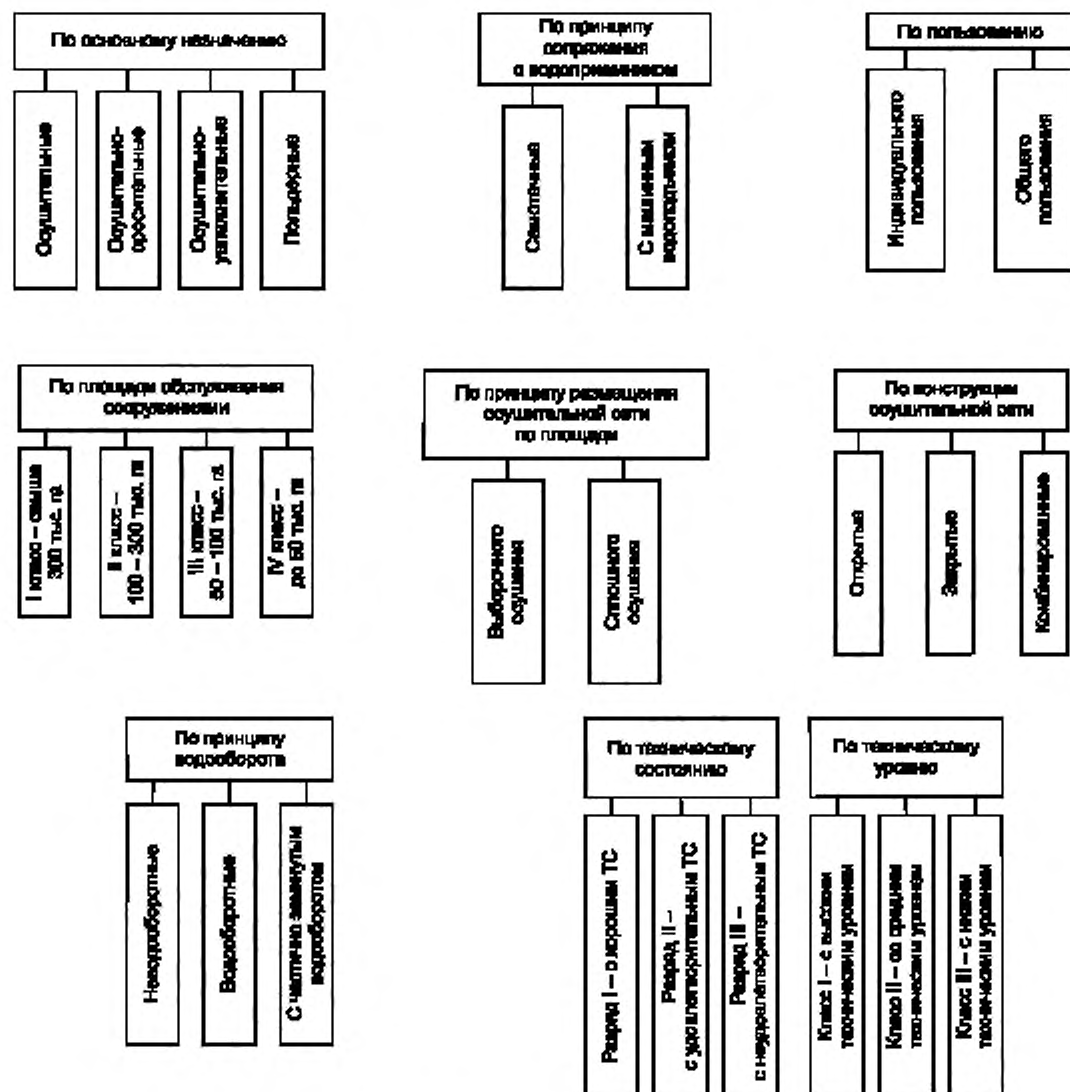 По основному назначению
Осушительные
Осушительно-
оросительные
Осушительно-
увлажнительные
Польдерные
По принципу
сопряжения
с водоприемником
Самотечные
С машинным
водоподъемом
По пользованию
Индивидуального
пользования
Общего
пользования
По площади обслуживания
сооружениями
I класс – свыше
300 тыс. га
II класс –
100 – 300 тыс. га
III класс –
50 – 100 тыс. га
IV класс –
до 50 тыс. га
По принципу размещения
осушительной сети
по площади
Выборочного
осушения
Сплошного
осушения
По конструкции
осушительной сети
Открытые
Закрытые
Комбинированные
По принципу
водооборота
Неводооборотные
Водооборотные
С частично замкнутым
водооборотом
По техническому
состоянию
Разряд I – с хорошим ТС
Разряд II –
с удовлетворительным ТС
Разряд III –
с неудовлетворительным ТС
По техническому
уровню
Класс I – с высоким
техническим уровнем
Класс II – со средним
техническим уровнем
Класс III – с низким
техническим уровнем